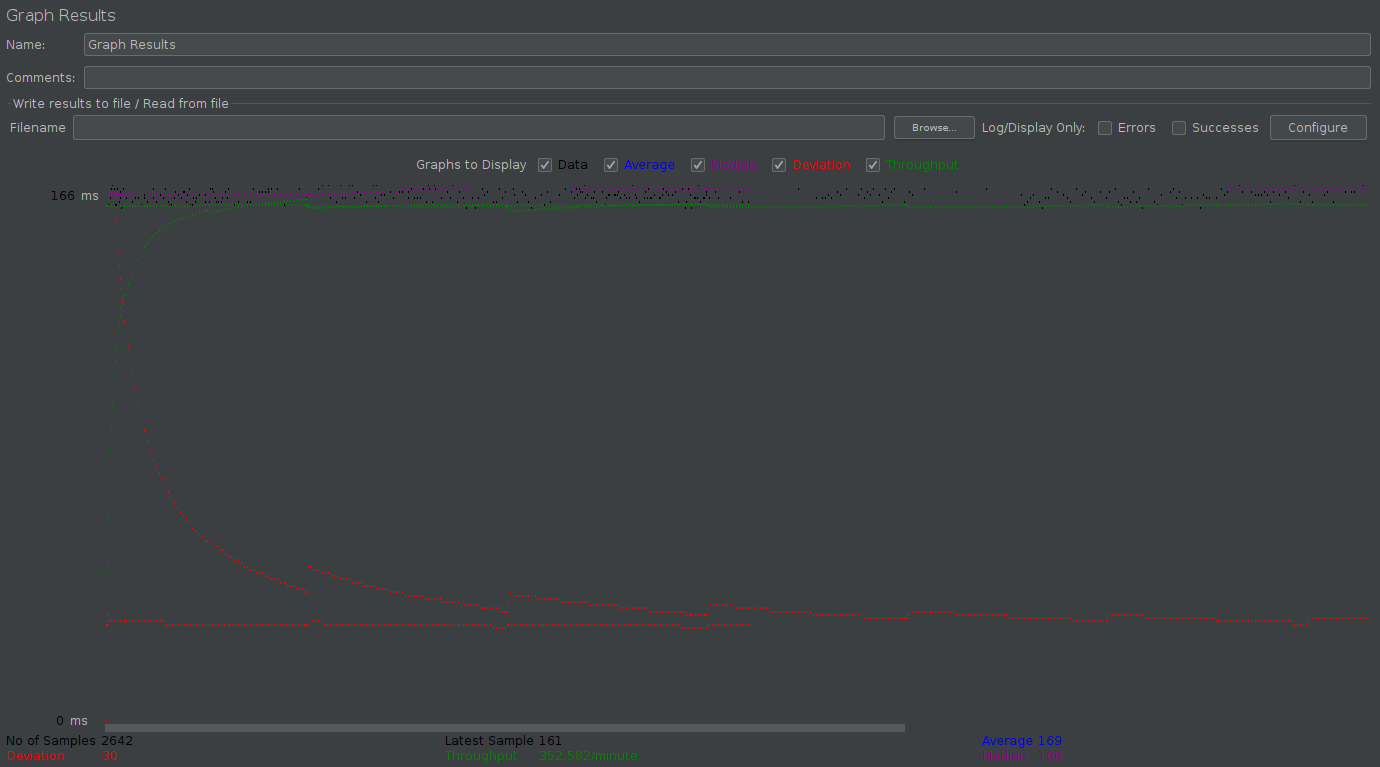 Graph Results
Name: Graph Results
Comments:
Write results to file / Read from file
Filename Browse... Log/Display Only: Errors Successes Configure
Graphs to Display Data Average Median Deviation Throughput
166 ms
0 ms
No of Samples 2642 Latest Sample 161 Average 169
Deviation 30 Throughput 352.592/minute Median 166